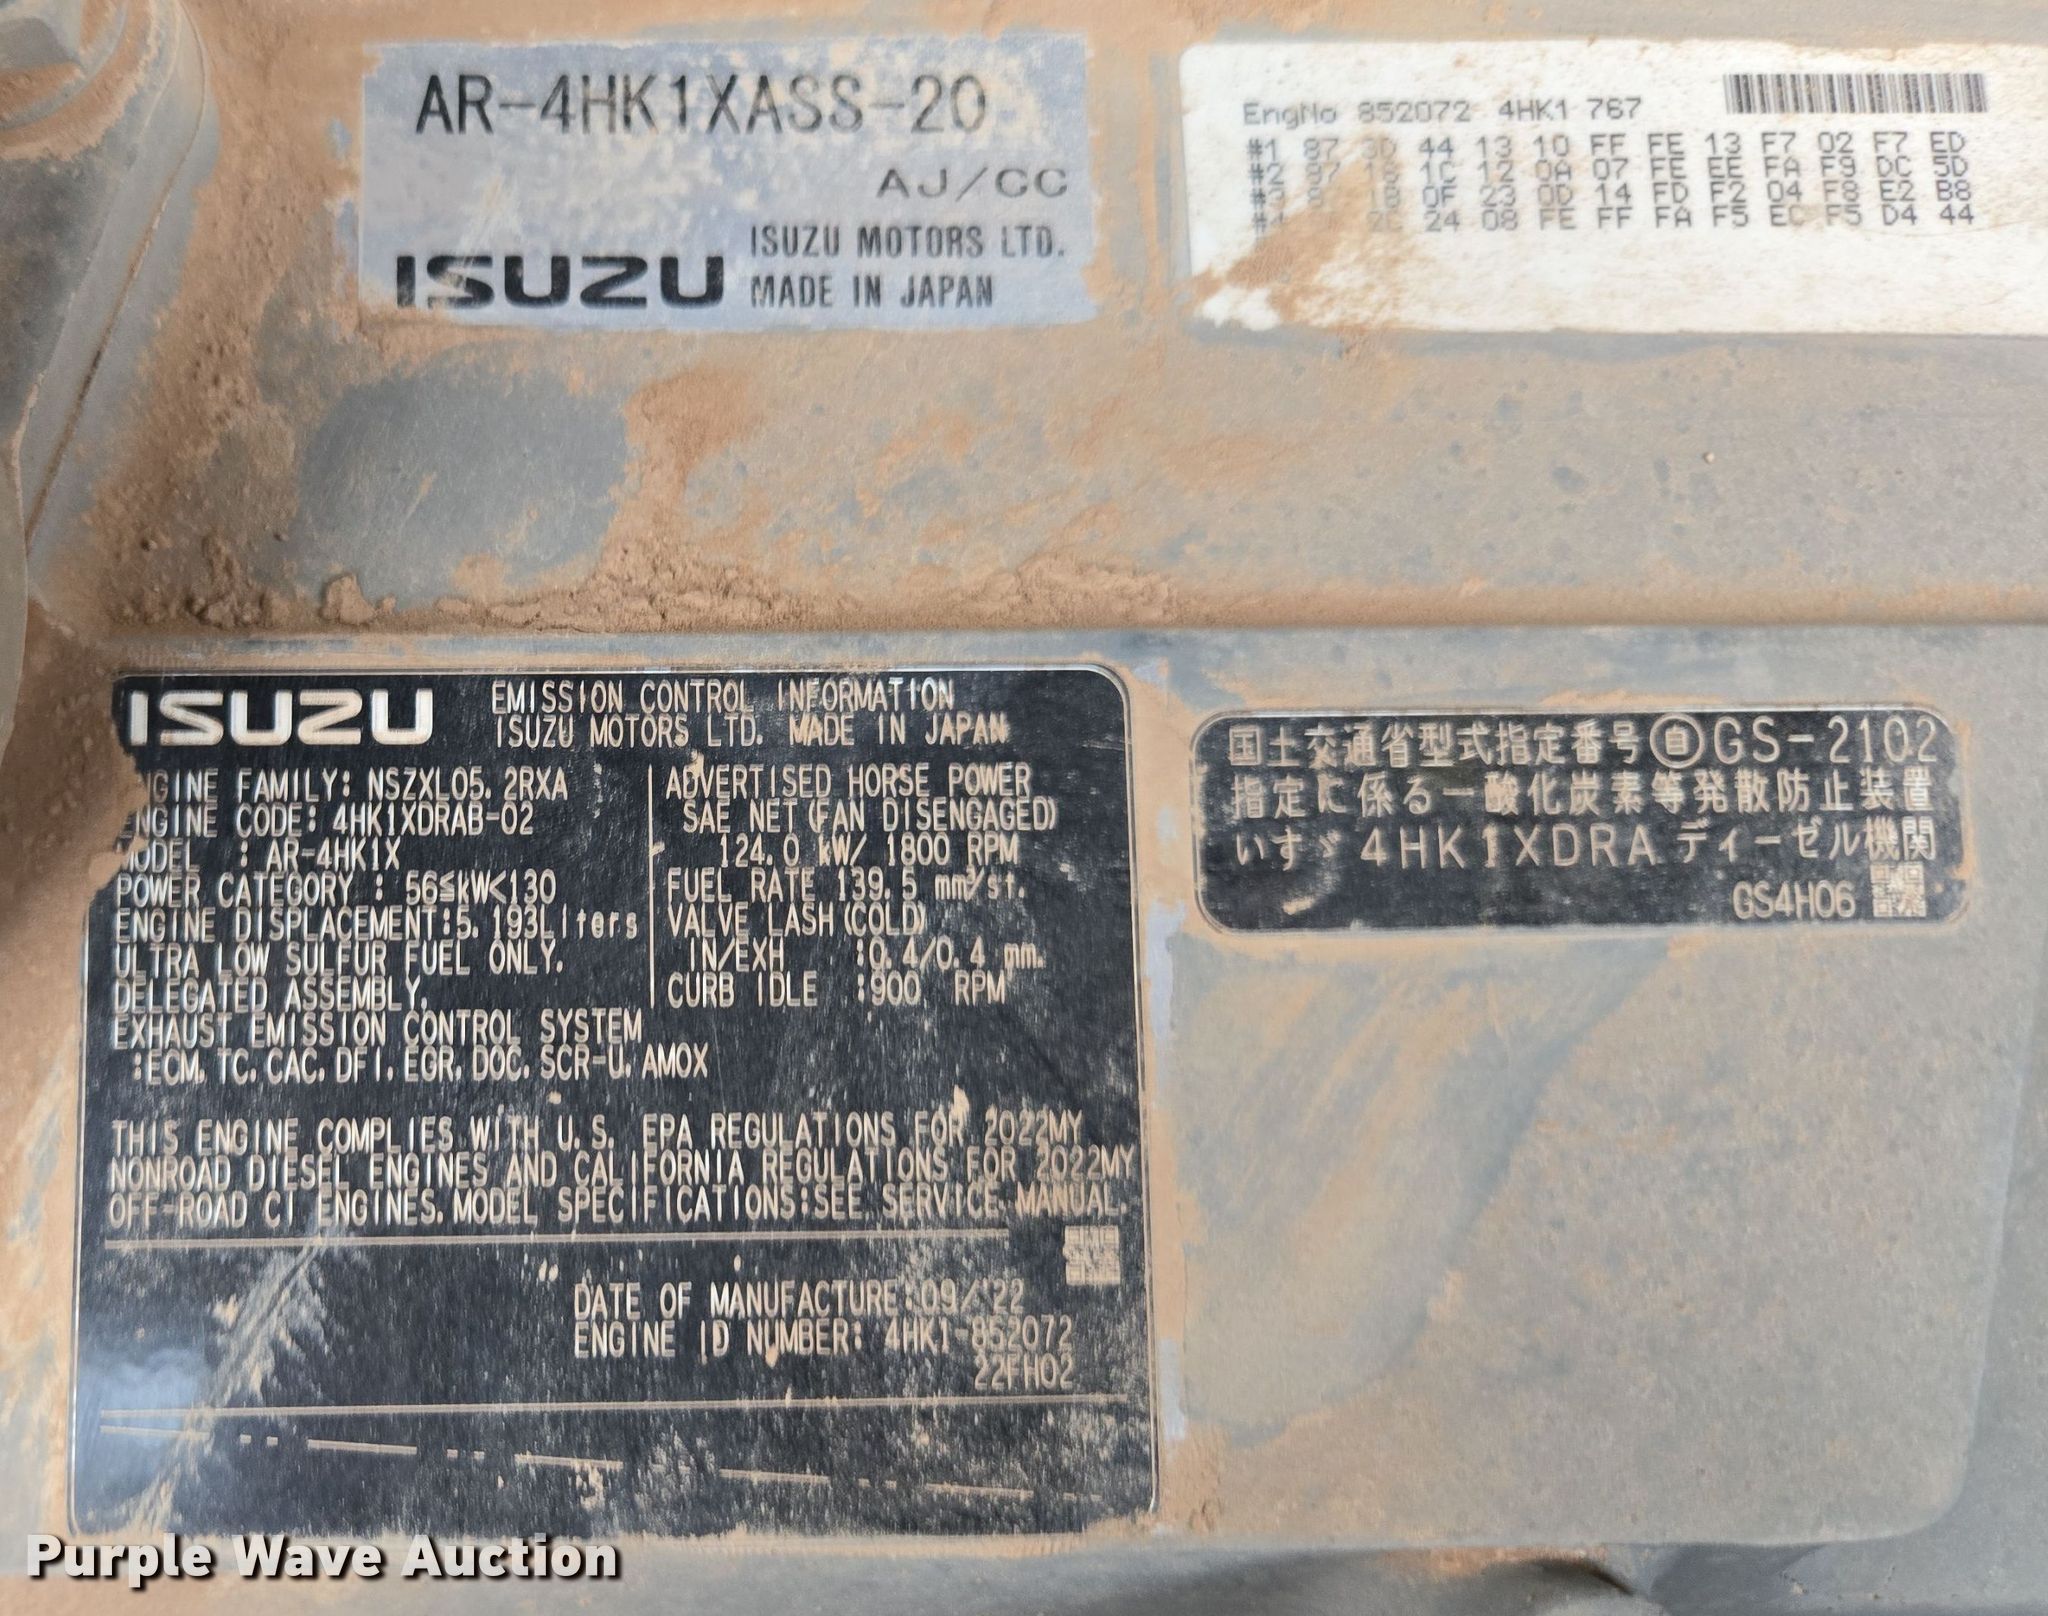 AR-4HK1XASS-20
AJ/CC
ISUZU
ISUZU MOTORS LTD.
MADE IN JAPAN
EngNo 852072 4HK1 767
#1 87 3D 44 13 10 FF FE 13 F7 02 F7 ED
#2 87 1C 12 0A 07 FE EE FA F9 DC 5D
1B 0F 23 0D 14 FD F2 04 F8 E2 B8
2C 24 08 FE FF FA F5 EC F5 D4 44
ISUZU
EMISSION CONTROL INFORMATION
ISUZU MOTORS LTD. MADE IN JAPAN
ENGINE FAMILY: NSZXL05.2RXA
ENGINE CODE: 4HK1XDRAB-02
MODEL : AR-4HK1X
POWER CATEGORY : 56≦kW<130
ENGINE DISPLACEMENT:5.193Liters
ULTRA LOW SULFUR FUEL ONLY.
DELEGATED ASSEMBLY.
EXHAUST EMISSION CONTROL SYSTEM
:ECM, TC, CAC, DFI, EGR, DOC, SCR-U, AMOX
ADVERTISED HORSE POWER
SAE NET(FAN DISENGAGED)
124.0 kW/ 1800 RPM
FUEL RATE 139.5 mm³/st.
VALVE LASH(COLD)
IN/EXH :0.4/0.4 mm.
CURB IDLE :900 RPM
THIS ENGINE COMPLIES WITH U.S. EPA REGULATIONS FOR 2022MY
NONROAD DIESEL ENGINES AND CALIFORNIA REGULATIONS FOR 2022MY
OFF-ROAD CI ENGINES. MODEL SPECIFICATIONS:SEE SERVICE MANUAL.
DATE OF MANUFACTURE:09/'22
ENGINE ID NUMBER: 4HK1-852072
22FH02
国土交通省型式指定番号 自 GS-2102
指定に係る一酸化炭素等発散防止装置
いすゞ 4HK1XDRA ディーゼル機関
GS4H06
Purple Wave Auction